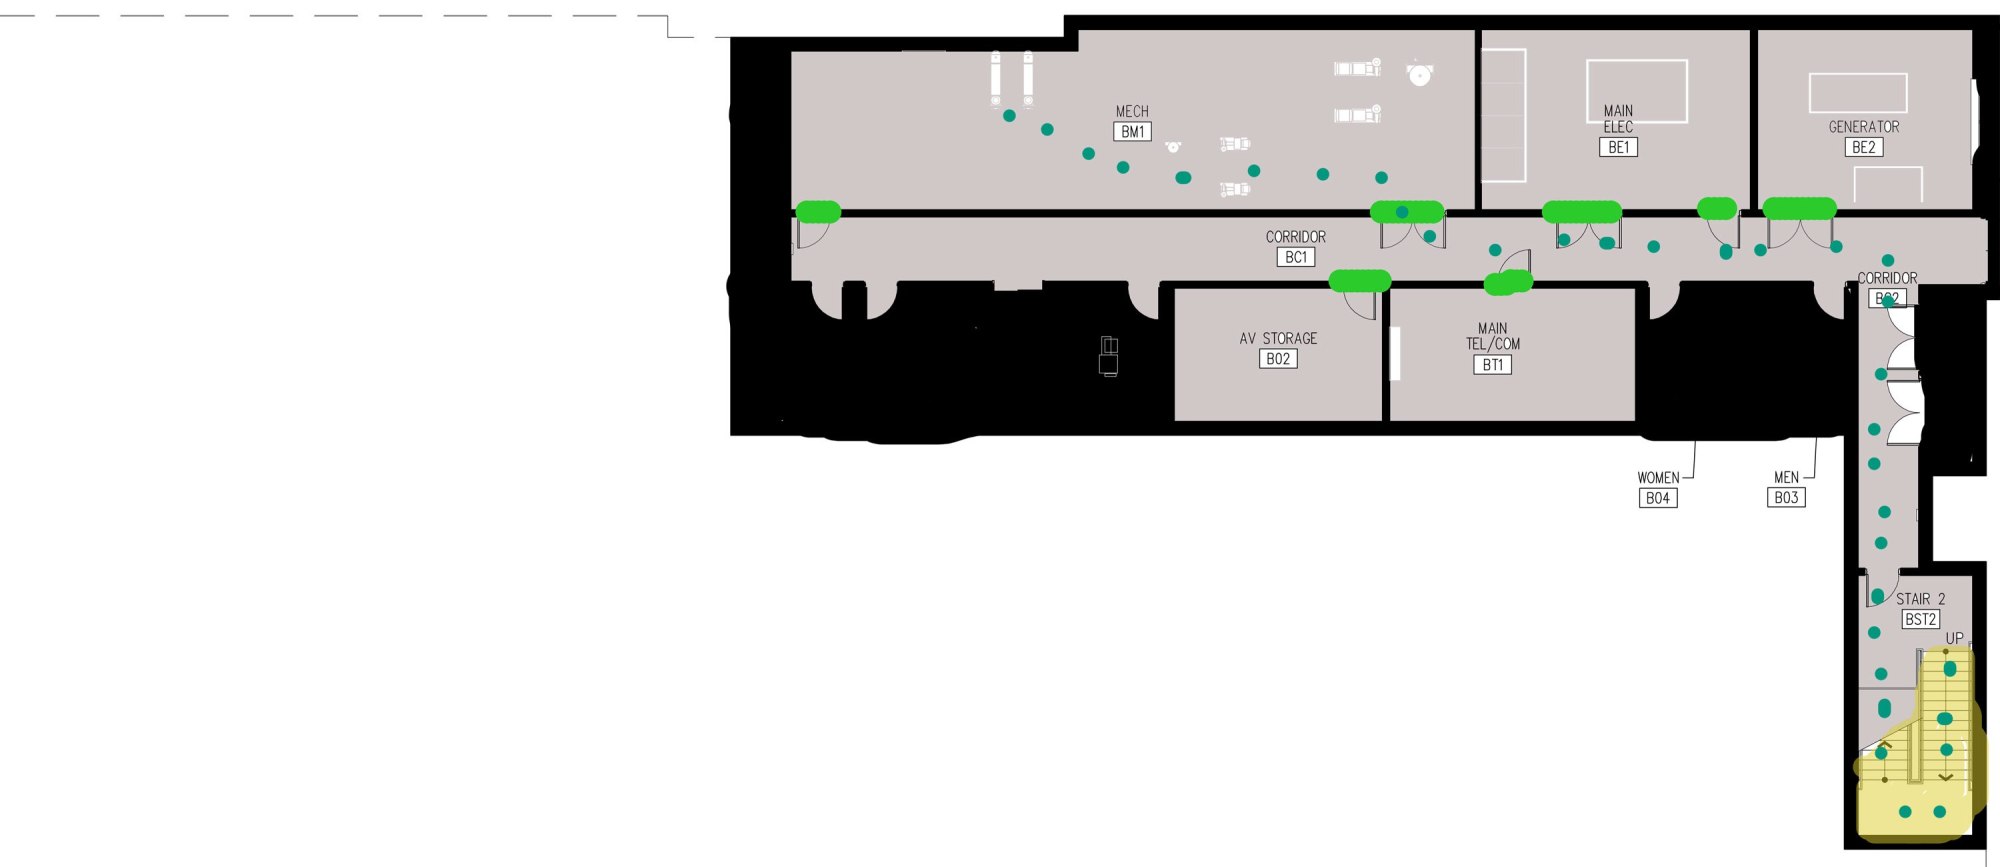 MECH
BM1
MAIN
ELEC
BE1
GENERATOR
BE2
CORRIDOR
BC1
CORRIDOR
BC2
AV STORAGE
B02
MAIN
TEL/COM
BT1
WOMEN
B04
MEN
B03
STAIR 2
BST2
UP